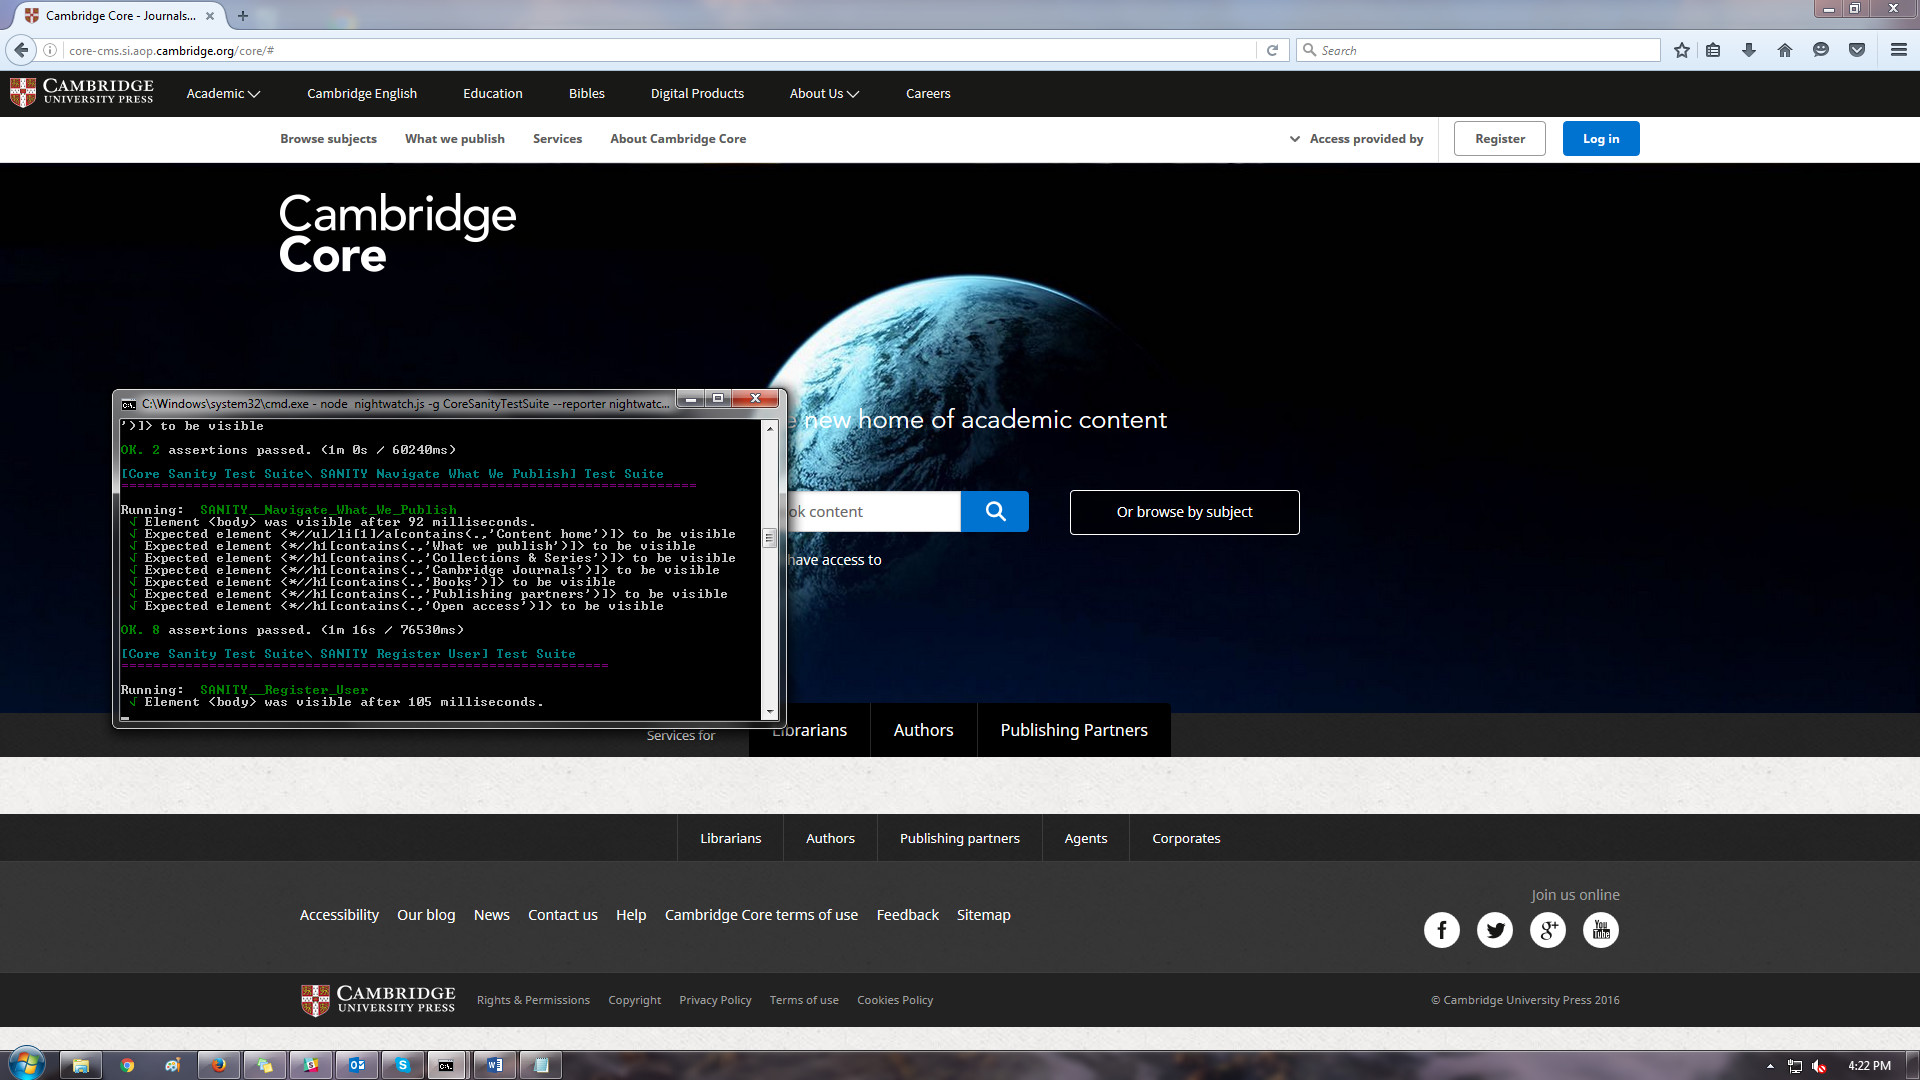 Cambridge Core - Journals...
core-cms.si.aop.cambridge.org/core/#
Search
CAMBRIDGE
UNIVERSITY PRESS
Academic
Cambridge English
Education
Bibles
Digital Products
About Us
Careers
Browse subjects
What we publish
Services
About Cambridge Core
Access provided by
Register
Log in
Cambridge
Core
new home of academic content
ok content
Or browse by subject
have access to
C:\Windows\system32\cmd.exe - node  nightwatch.js -g CoreSanityTestSuite --reporter nightwatc...
')]> to be visible
OK. 2 assertions passed. (1m 0s / 60240ms)
[Core Sanity Test Suite\ SANITY Navigate What We Publish] Test Suite
========================================================================
Running:  SANITY__Navigate_What_We_Publish
√ Element <body> was visible after 92 milliseconds.
√ Expected element <*//ul/li[1]/a[contains(.,'Content home')]> to be visible
√ Expected element <*//h1[contains(.,'What we publish')]> to be visible
√ Expected element <*//h1[contains(.,'Collections & Series')]> to be visible
√ Expected element <*//h1[contains(.,'Cambridge Journals')]> to be visible
√ Expected element <*//h1[contains(.,'Books')]> to be visible
√ Expected element <*//h1[contains(.,'Publishing partners')]> to be visible
√ Expected element <*//h1[contains(.,'Open access')]> to be visible
OK. 8 assertions passed. (1m 16s / 76530ms)
[Core Sanity Test Suite\ SANITY Register User] Test Suite
=============================================================
Running:  SANITY__Register_User
√ Element <body> was visible after 105 milliseconds.
Services for
Librarians
Authors
Publishing Partners
Librarians
Authors
Publishing partners
Agents
Corporates
Join us online
Accessibility
Our blog
News
Contact us
Help
Cambridge Core terms of use
Feedback
Sitemap
You
Tube
CAMBRIDGE
UNIVERSITY PRESS
Rights & Permissions
Copyright
Privacy Policy
Terms of use
Cookies Policy
© Cambridge University Press 2016
4:22 PM